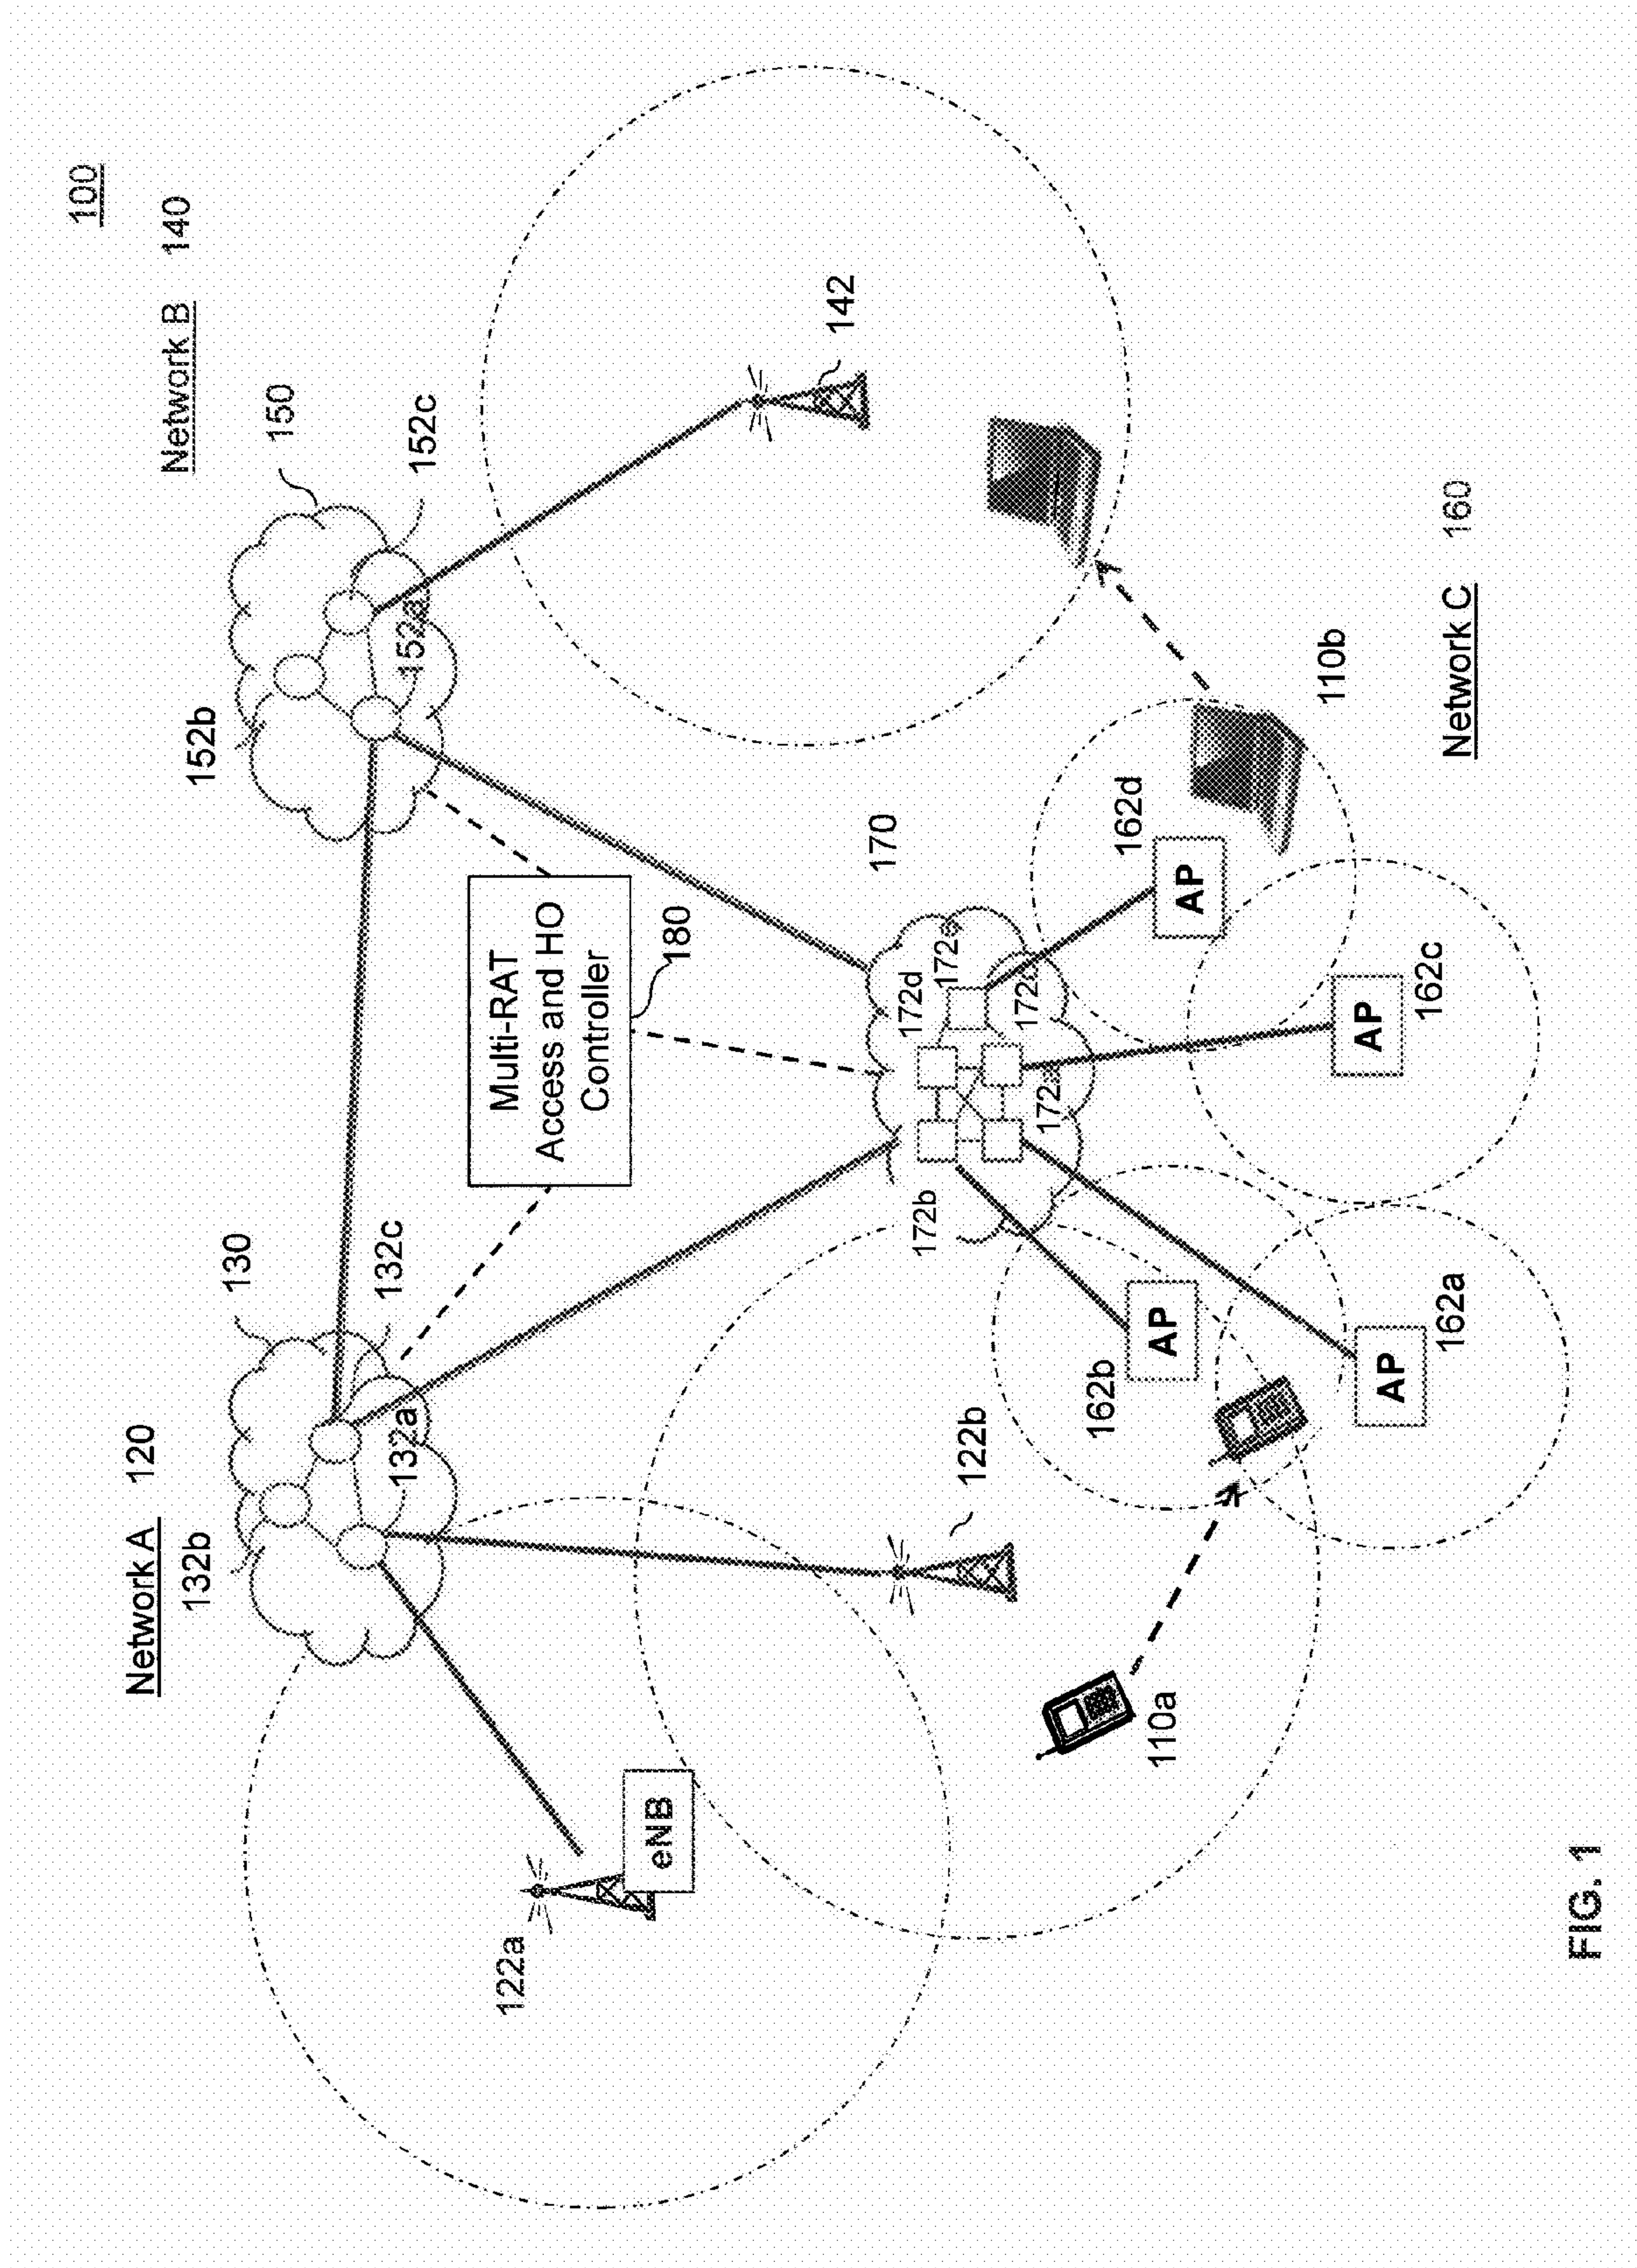 100
Network A 120
Network B 140
130
132b
132c
132a
150
152b
152c
152a
Multi-RAT
Access and HO
Controller
180
122a
eNB
122b
142
170
172b
172d
172c
110a
162b
AP
162a
AP
162c
AP
162d
AP
110b
Network C 160
FIG. 1